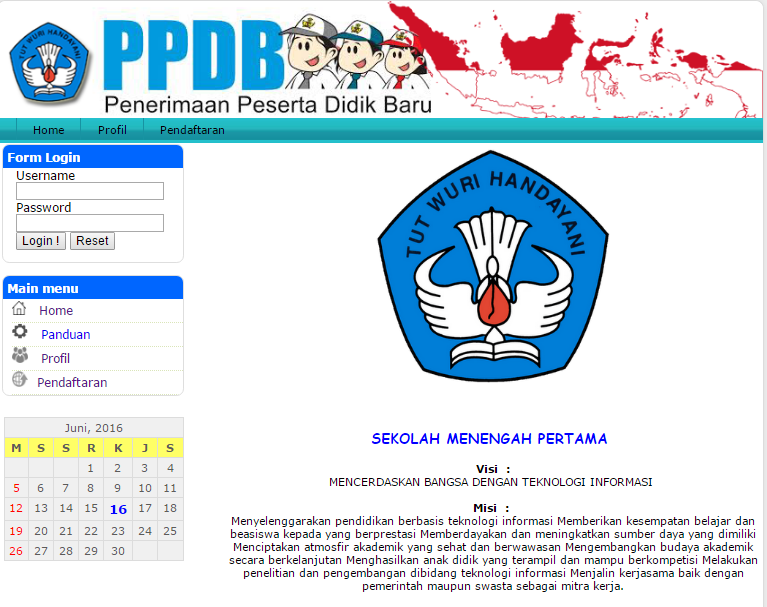 TUT WURI HANDAYANI
PPDB
Penerimaan Peserta Didik Baru
Home Profil Pendaftaran
Form Login
Username
Password
Login ! Reset
Main menu
Home
Panduan
Profil
Pendaftaran
Juni, 2016
M S S R K J S
1 2 3 4
5 6 7 8 9 10 11
12 13 14 15 16 17 18
19 20 21 22 23 24 25
26 27 28 29 30
TUT WURI HANDAYANI
SEKOLAH MENENGAH PERTAMA
Visi :
MENCERDASKAN BANGSA DENGAN TEKNOLOGI INFORMASI
Misi :
Menyelenggarakan pendidikan berbasis teknologi informasi Memberikan kesempatan belajar dan
beasiswa kepada yang berprestasi Memberdayakan dan meningkatkan sumber daya yang dimiliki
Menciptakan atmosfir akademik yang sehat dan berwawasan Mengembangkan budaya akademik
secara berkelanjutan Menghasilkan anak didik yang terampil dan mampu berkompetisi Melakukan
penelitian dan pengembangan dibidang teknologi informasi Menjalin kerjasama baik dengan
pemerintah maupun swasta sebagai mitra kerja.